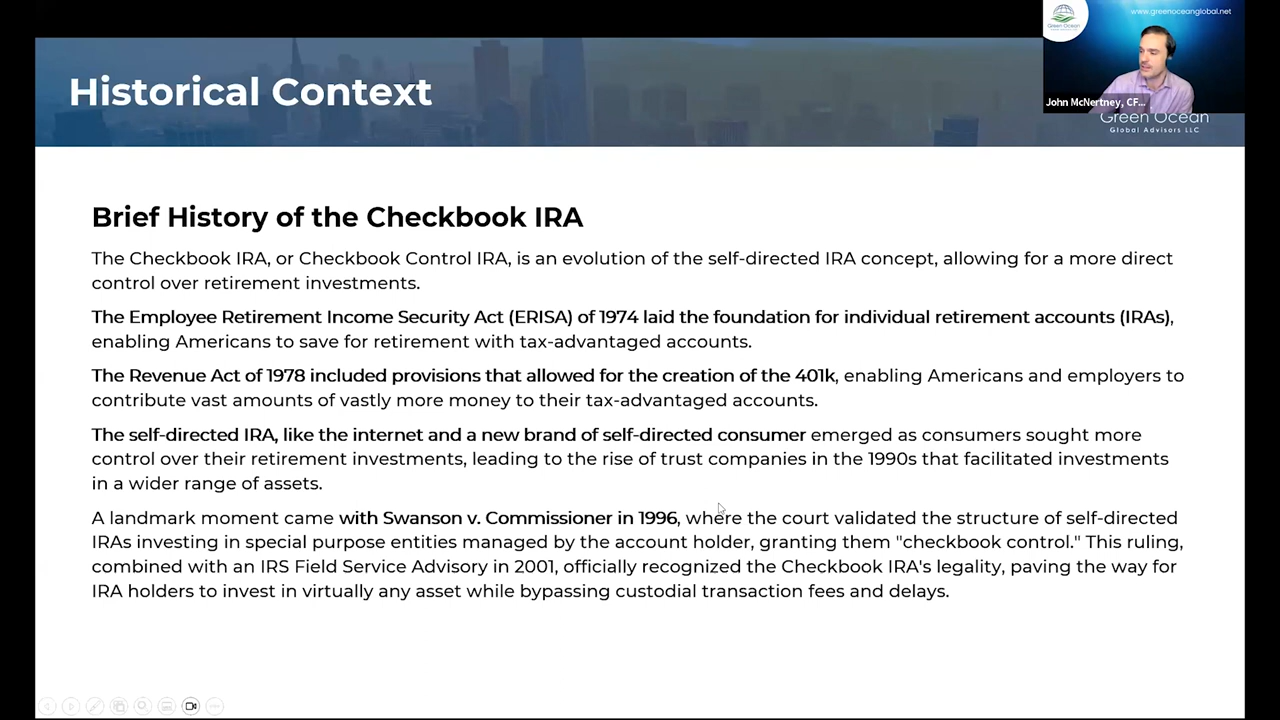 www.greenoceanglobal.net
Green Ocean
John McNertney, CF...
Historical Context
Green Ocean
Global Advisors LLC
Brief History of the Checkbook IRA
The Checkbook IRA, or Checkbook Control IRA, is an evolution of the self-directed IRA concept, allowing for a more direct
control over retirement investments.
The Employee Retirement Income Security Act (ERISA) of 1974 laid the foundation for individual retirement accounts (IRAs),
enabling Americans to save for retirement with tax-advantaged accounts.
The Revenue Act of 1978 included provisions that allowed for the creation of the 401k, enabling Americans and employers to
contribute vast amounts of vastly more money to their tax-advantaged accounts.
The self-directed IRA, like the internet and a new brand of self-directed consumer emerged as consumers sought more
control over their retirement investments, leading to the rise of trust companies in the 1990s that facilitated investments
in a wider range of assets.
A landmark moment came with Swanson v. Commissioner in 1996, where the court validated the structure of self-directed
IRAs investing in special purpose entities managed by the account holder, granting them "checkbook control." This ruling,
combined with an IRS Field Service Advisory in 2001, officially recognized the Checkbook IRA's legality, paving the way for
IRA holders to invest in virtually any asset while bypassing custodial transaction fees and delays.